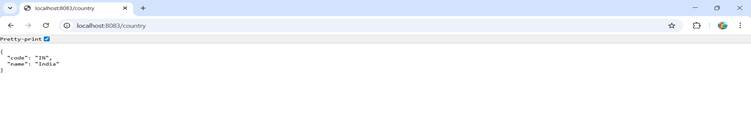 localhost:8083/country
localhost:8083/country
Pretty-print
{
"code": "IN",
"name": "India"
}